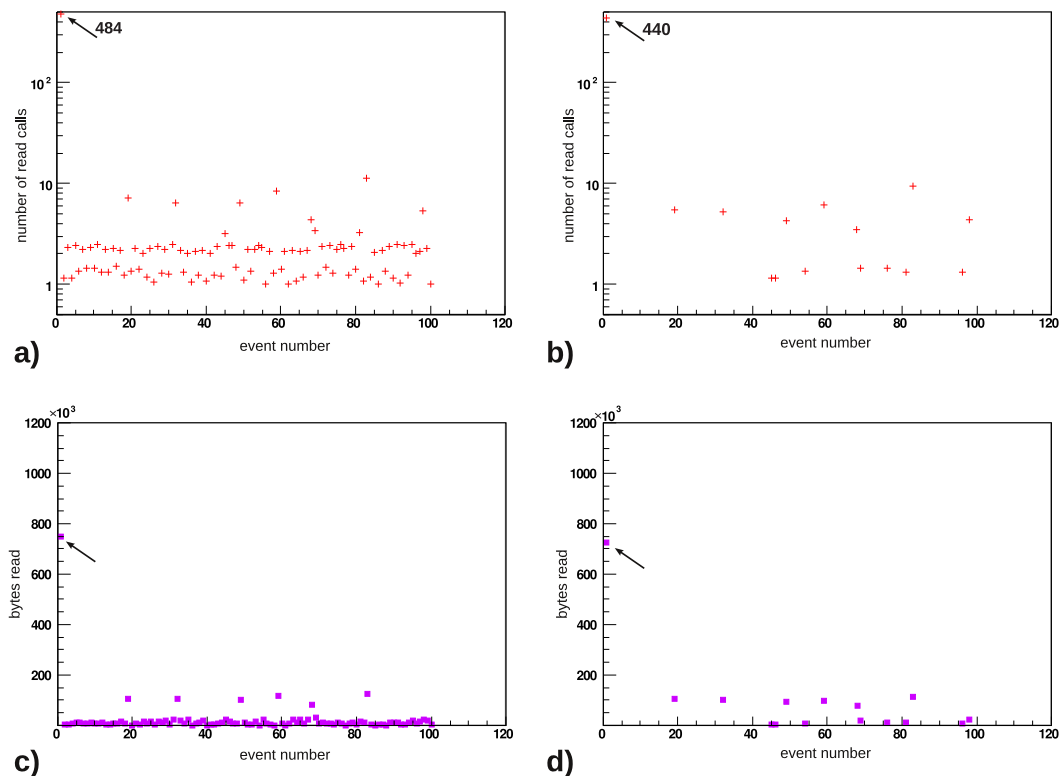 484
10²
10
1
number of read calls
0 20 40 60 80 100 120
event number
a)
440
10²
10
1
number of read calls
0 20 40 60 80 100 120
event number
b)
×10³
1200
1000
800
600
400
200
bytes read
0 20 40 60 80 100 120
event number
c)
×10³
1200
1000
800
600
400
200
bytes read
0 20 40 60 80 100 120
event number
d)